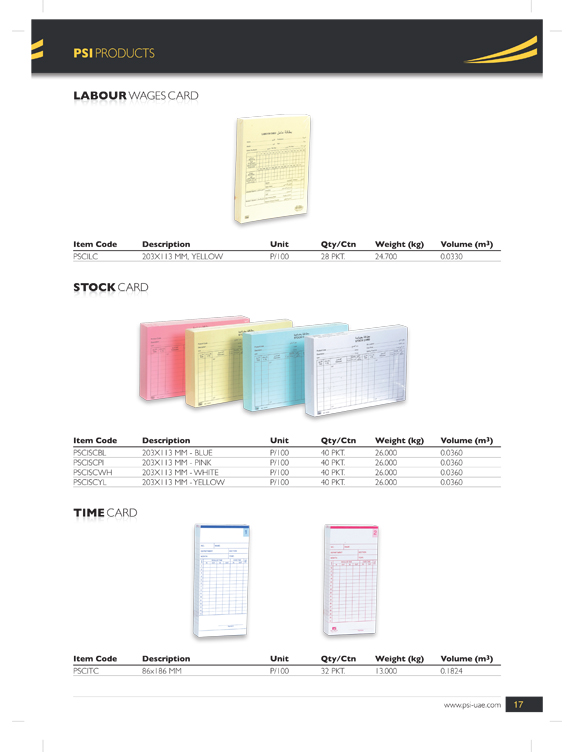 PSI PRODUCTS
LABOUR WAGES CARD
Item Code Description Unit Qty/Ctn Weight (kg) Volume (m³)
PSCILC 203X113 MM, YELLOW P/100 28 PKT. 24.700 0.0330
STOCK CARD
Item Code Description Unit Qty/Ctn Weight (kg) Volume (m³)
PSCISCBL 203X113 MM - BLUE P/100 40 PKT. 26.000 0.0360
PSCISCPI 203X113 MM - PINK P/100 40 PKT. 26.000 0.0360
PSCISCWH 203X113 MM - WHITE P/100 40 PKT. 26.000 0.0360
PSCISCYL 203X113 MM - YELLOW P/100 40 PKT. 26.000 0.0360
TIME CARD
Item Code Description Unit Qty/Ctn Weight (kg) Volume (m³)
PSCITC 86x186 MM P/100 32 PKT. 13.000 0.1824
www.psi-uae.com 17